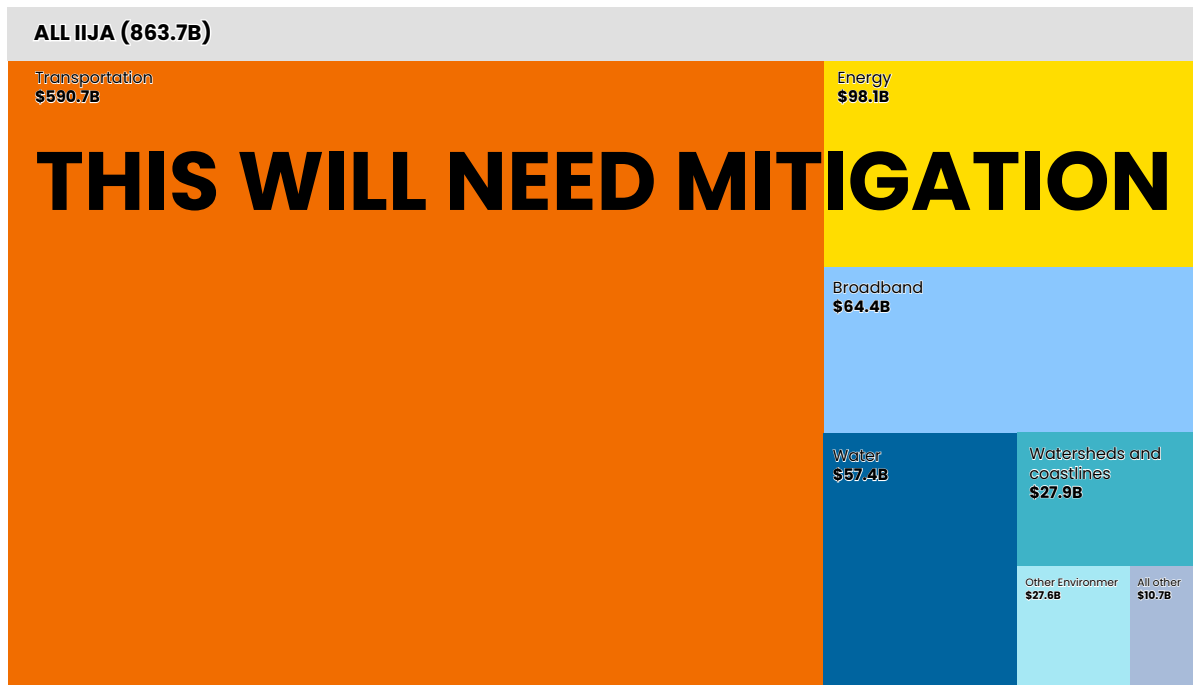 ALL IIJA (863.7B)
Transportation
$590.7B
Energy
$98.1B
THIS WILL NEED MITIGATION
Broadband
$64.4B
Water
$57.4B
Watersheds and
coastlines
$27.9B
Other Environmer
$27.6B
All other
$10.7B